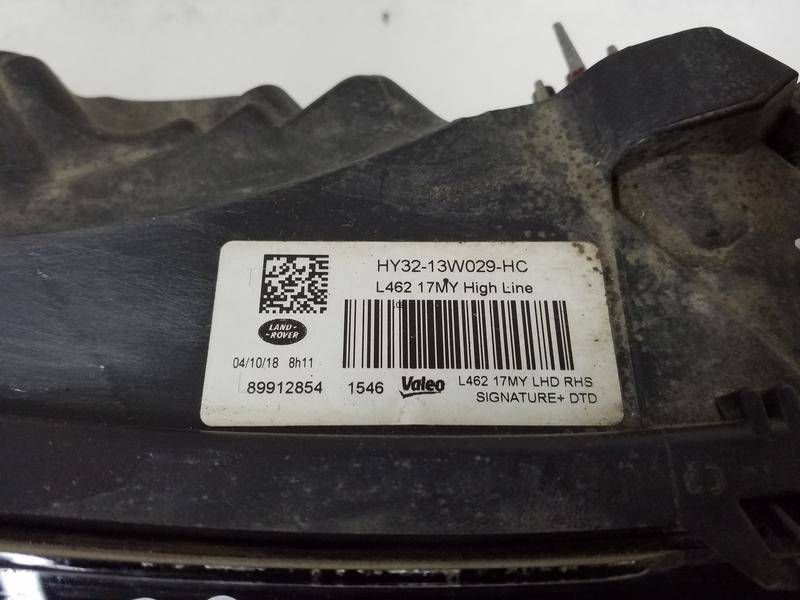 HY32-13W029-HC
L462 17MY High Line
LAND-
-ROVER
04/10/18 8h11
89912854 1546 Valeo
L462 17MY LHD RHS
SIGNATURE+ DTD